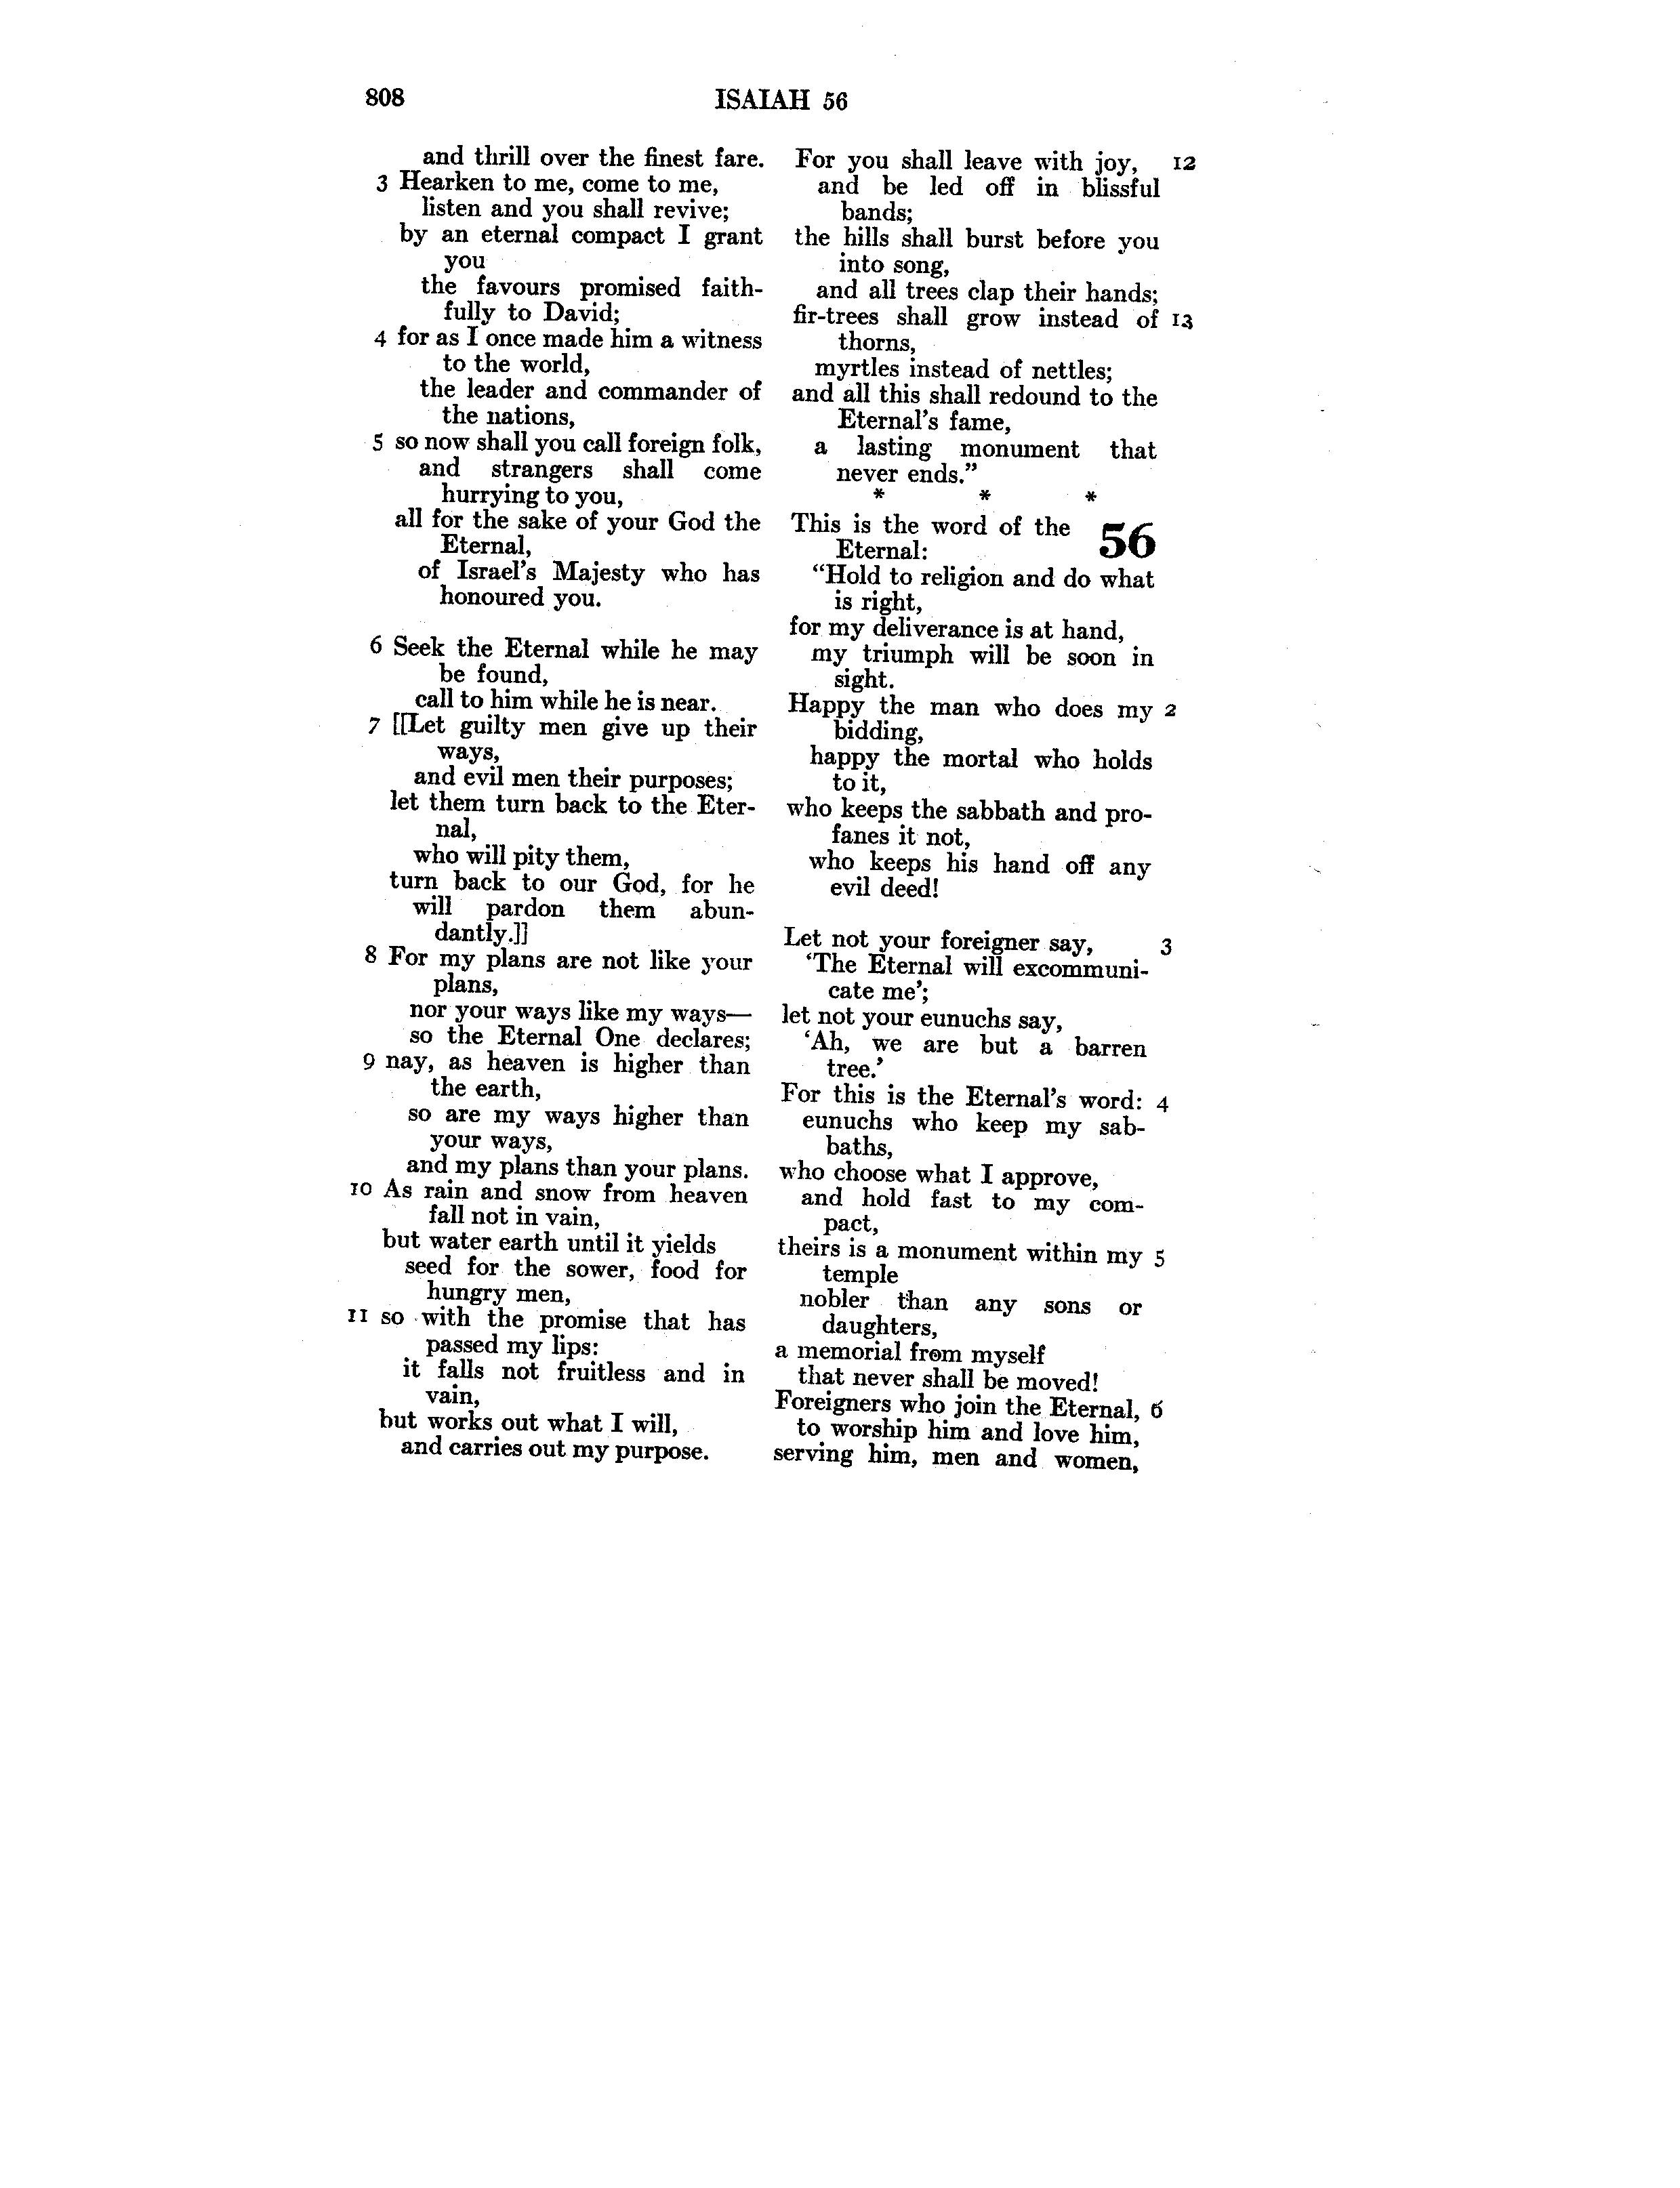 808
ISAIAH 56
and thrill over the finest fare.
3 Hearken to me, come to me,
listen and you shall revive;
by an eternal compact I grant
you
the favours promised faith-
fully to David;
4 for as I once made him a witness
to the world,
the leader and commander of
the nations,
5 so now shall you call foreign folk,
and strangers shall come
hurrying to you,
all for the sake of your God the
Eternal,
of Israel's Majesty who has
honoured you.
6 Seek the Eternal while he may
be found,
call to him while he is near.
7 [[Let guilty men give up their
ways,
and evil men their purposes;
let them turn back to the Eter-
nal,
who will pity them,
turn back to our God, for he
will pardon them abun-
dantly.]]
8 For my plans are not like your
plans,
nor your ways like my ways—
so the Eternal One declares;
9 nay, as heaven is higher than
the earth,
so are my ways higher than
your ways,
and my plans than your plans.
10 As rain and snow from heaven
fall not in vain,
but water earth until it yields
seed for the sower, food for
hungry men,
11 so with the promise that has
passed my lips:
it falls not fruitless and in
vain,
but works out what I will,
and carries out my purpose.
For you shall leave with joy, 12
and be led off in blissful
bands;
the hills shall burst before you
into song,
and all trees clap their hands;
fir-trees shall grow instead of 13
thorns,
myrtles instead of nettles;
and all this shall redound to the
Eternal's fame,
a lasting monument that
never ends.”
* * *
This is the word of the 56
Eternal:
“Hold to religion and do what
is right,
for my deliverance is at hand,
my triumph will be soon in
sight.
Happy the man who does my 2
bidding,
happy the mortal who holds
to it,
who keeps the sabbath and pro-
fanes it not,
who keeps his hand off any
evil deed!
Let not your foreigner say, 3
‘The Eternal will excommuni-
cate me’;
let not your eunuchs say,
‘Ah, we are but a barren
tree.’
For this is the Eternal's word: 4
eunuchs who keep my sab-
baths,
who choose what I approve,
and hold fast to my com-
pact,
theirs is a monument within my 5
temple
nobler than any sons or
daughters,
a memorial from myself
that never shall be moved!
Foreigners who join the Eternal, 6
to worship him and love him,
serving him, men and women,